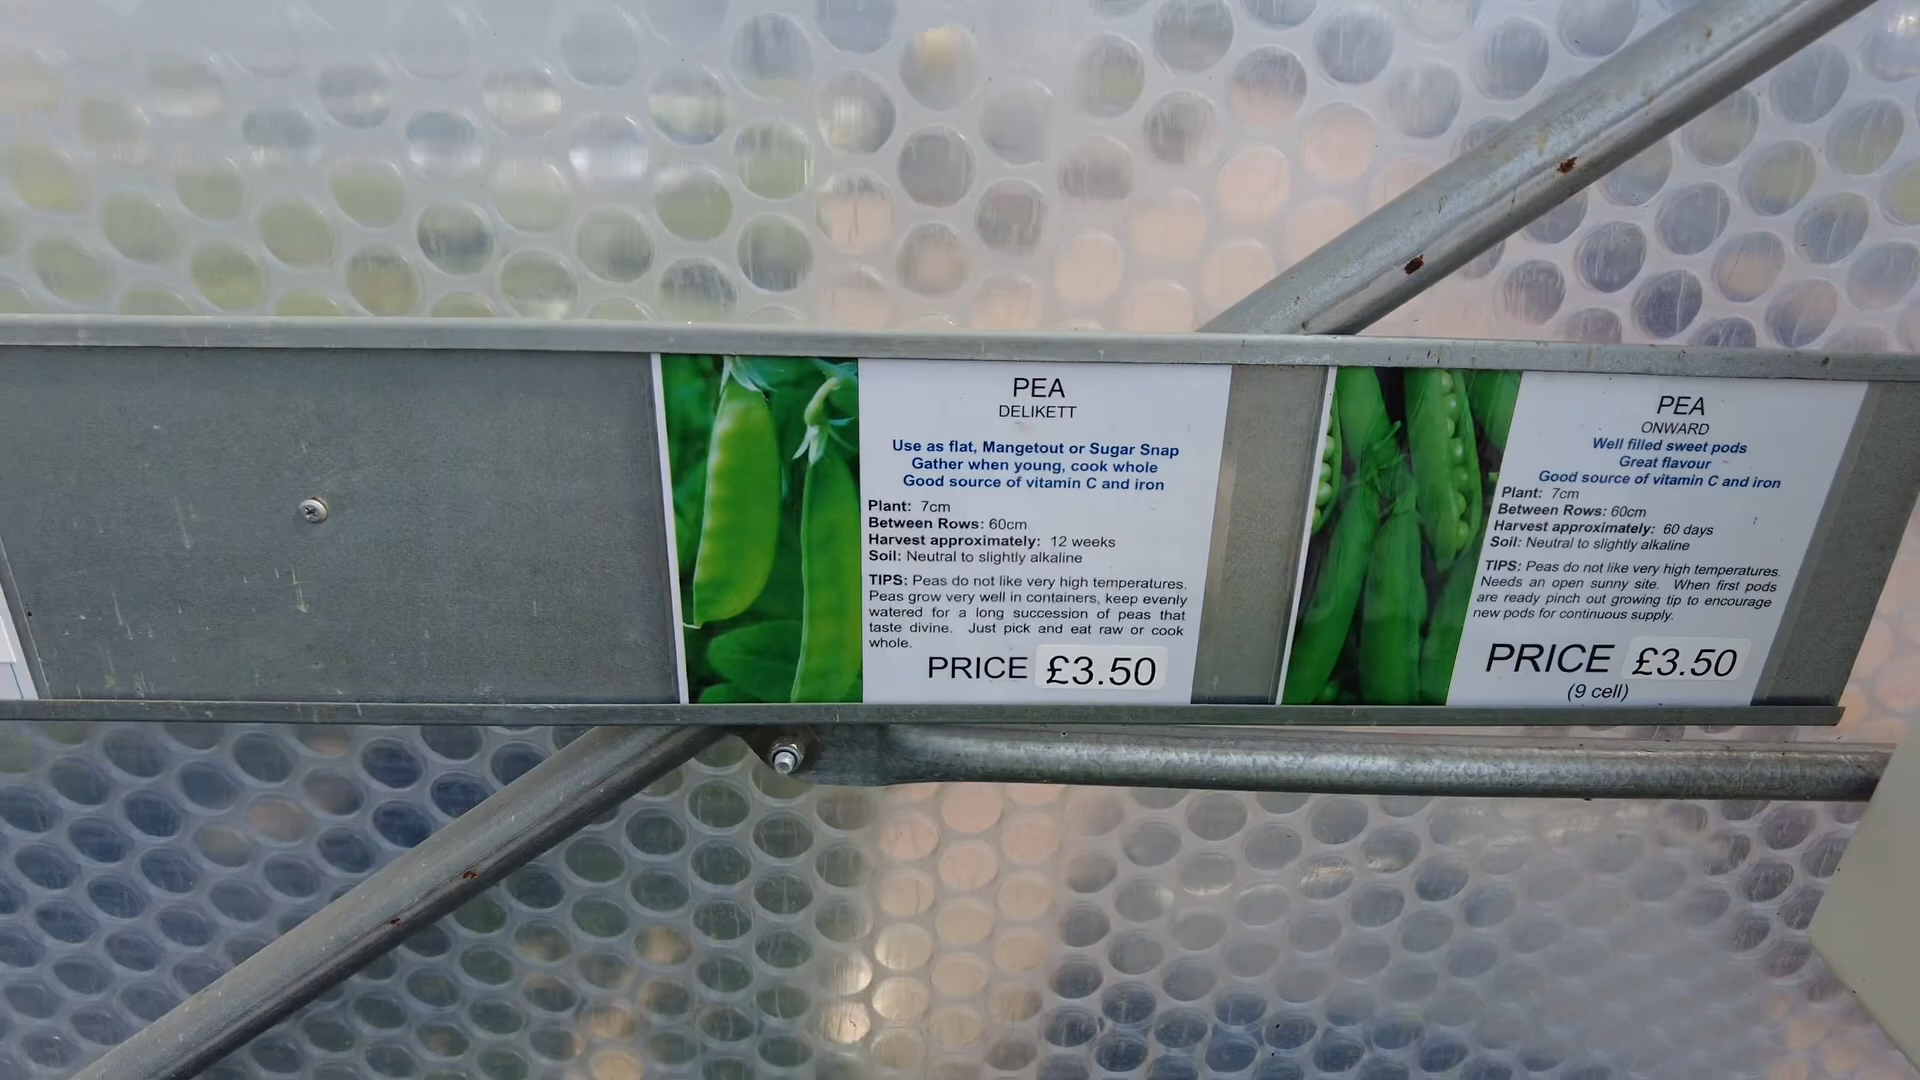 PEA
DELIKETT
Use as flat, Mangetout or Sugar Snap
Gather when young, cook whole
Good source of vitamin C and iron
Plant: 7cm
Between Rows: 60cm
Harvest approximately: 12 weeks
Soil: Neutral to slightly alkaline
TIPS: Peas do not like very high temperatures.
Peas grow very well in containers, keep evenly
watered for a long succession of peas that
taste divine. Just pick and eat raw or cook
whole.
PRICE £3.50
PEA
ONWARD
Well filled sweet pods
Great flavour
Good source of vitamin C and iron
Plant: 7cm
Between Rows: 60cm
Harvest approximately: 60 days
Soil: Neutral to slightly alkaline
TIPS: Peas do not like very high temperatures.
Needs an open sunny site. When first pods
are ready pinch out growing tip to encourage
new pods for continuous supply.
PRICE £3.50
(9 cell)